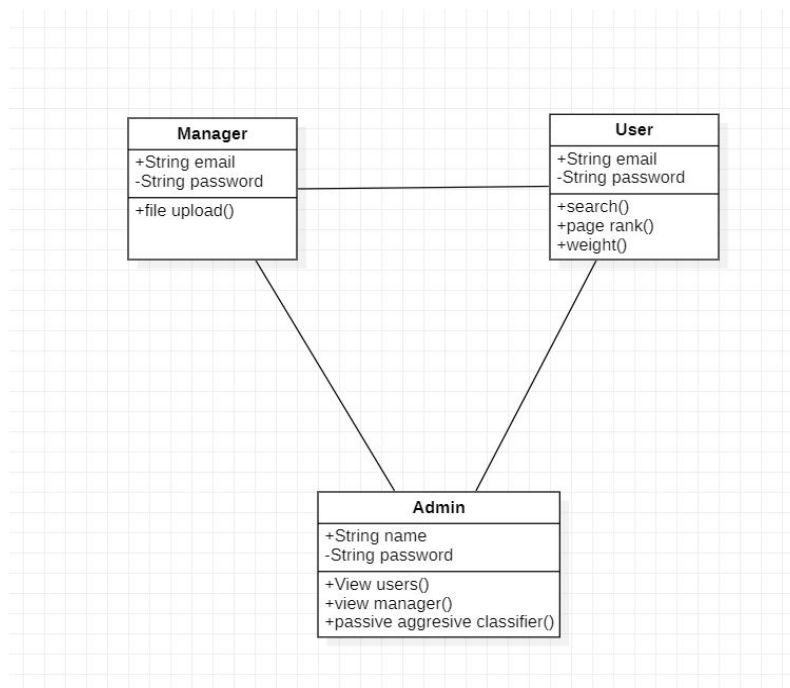 Manager
+String email
-String password
+file upload()
User
+String email
-String password
+search()
+page rank()
+weight()
Admin
+String name
-String password
+View users()
+view manager()
+passive aggresive classifier()